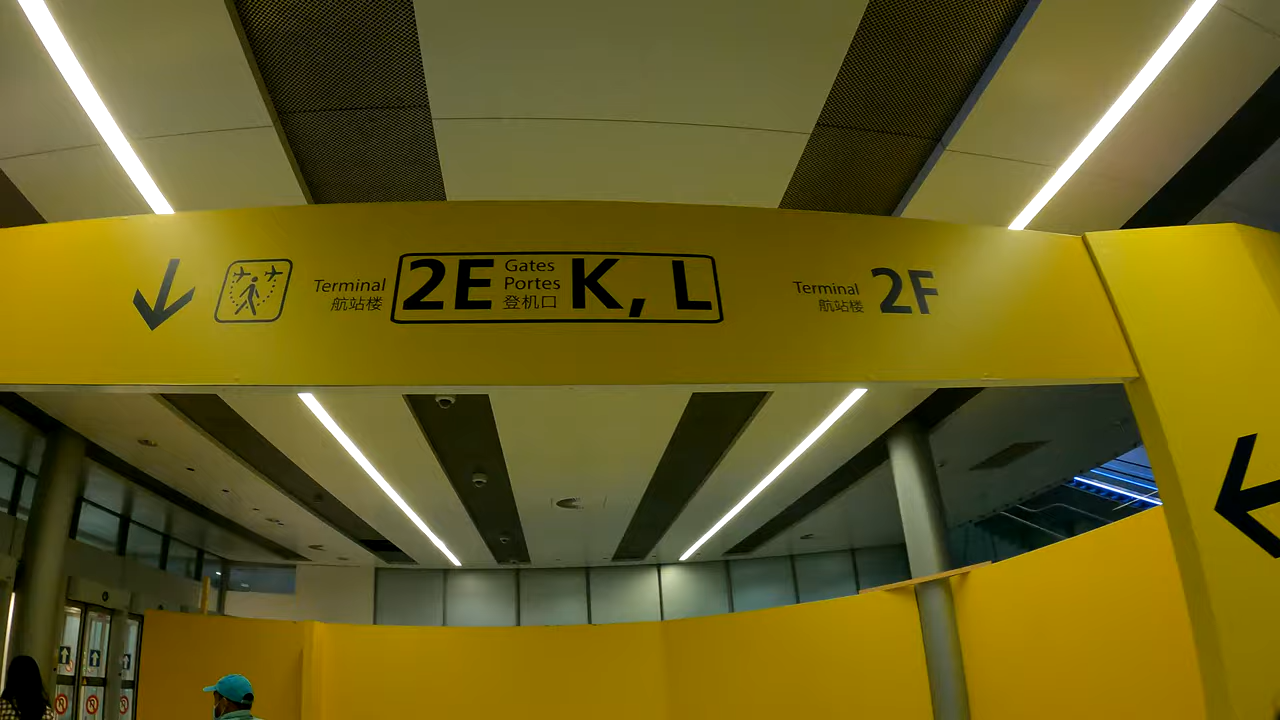 Terminal
航站楼
2E
Gates
Portes
登机口
K, L
Terminal
航站楼
2F